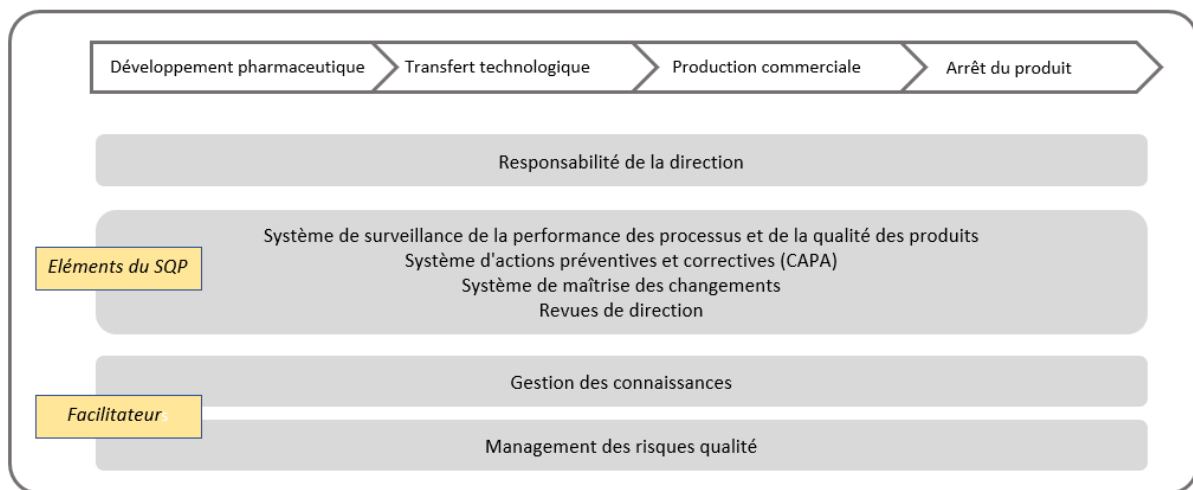 Développement pharmaceutique
Transfert technologique
Production commerciale
Arrêt du produit
Responsabilité de la direction
Eléments du SQP
Système de surveillance de la performance des processus et de la qualité des produits
Système d'actions préventives et correctives (CAPA)
Système de maîtrise des changements
Revues de direction
Facilitateurs
Gestion des connaissances
Management des risques qualité